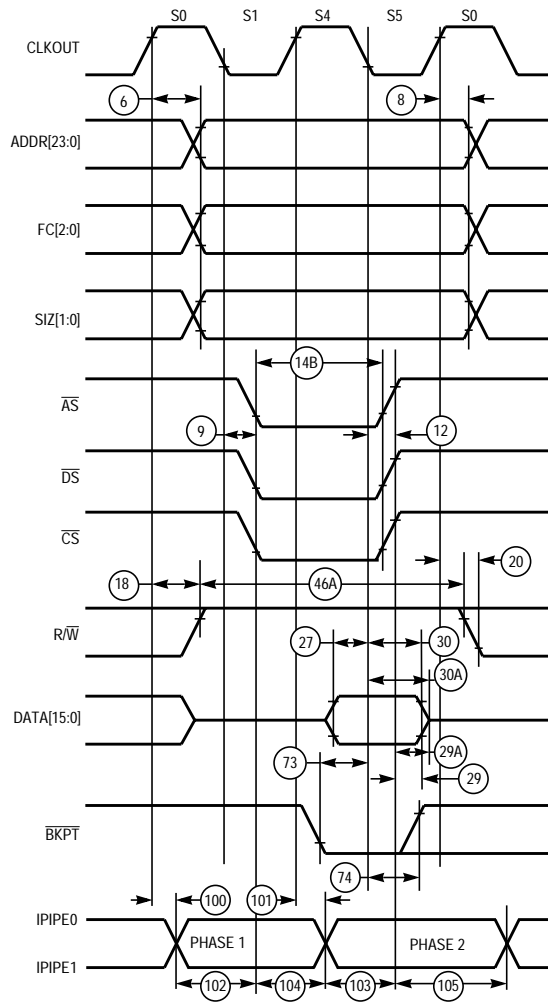 S0 S1 S4 S5 S0
CLKOUT
6 8
ADDR[23:0]
FC[2:0]
SIZ[1:0]
14B
AS
9 12
DS
CS
20
18 46A
R/W
27 30
30A
DATA[15:0]
29A
73 29
BKPT
74
100 101
IPIPE0
PHASE 1 PHASE 2
IPIPE1
102 104 103 105